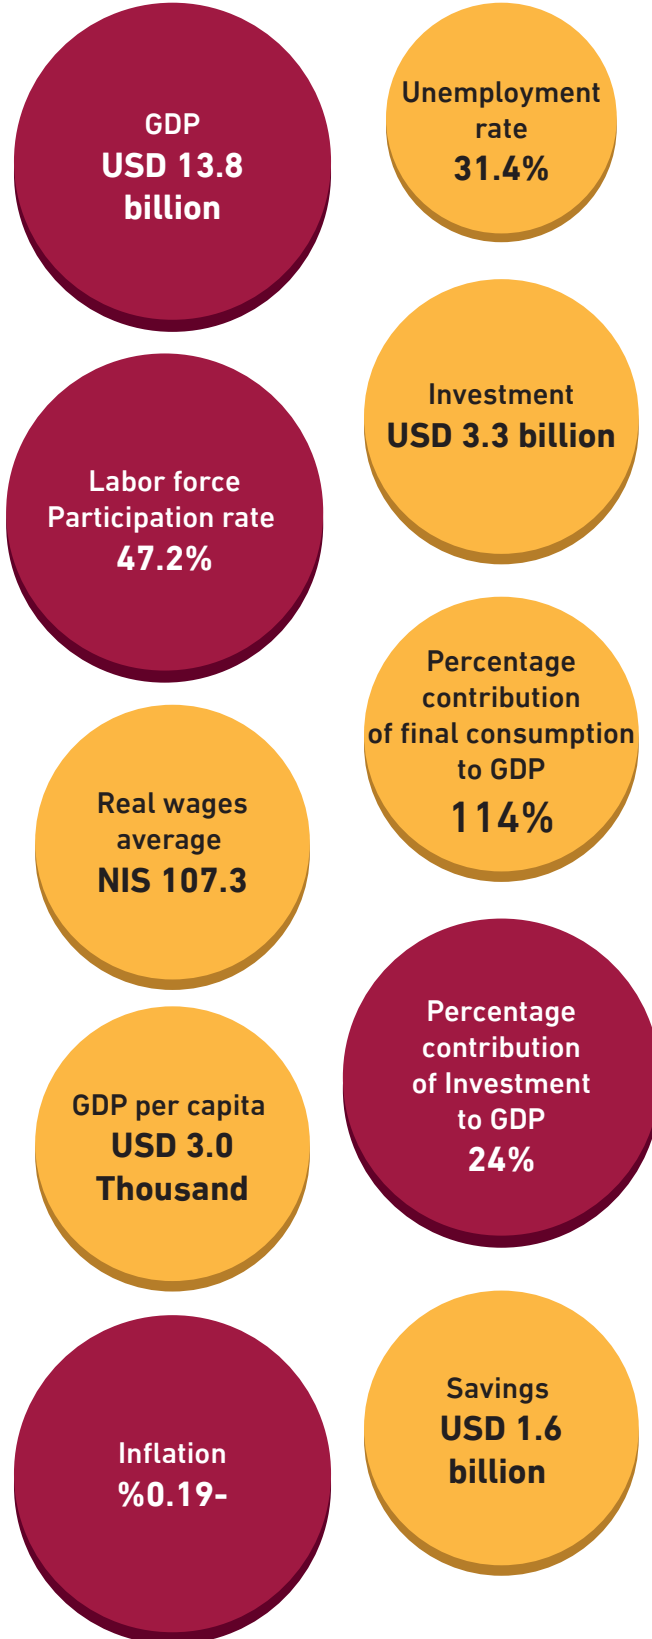 GDP
USD 13.8
billion
Unemployment
rate
31.4%
Investment
USD 3.3 billion
Labor force
Participation rate
47.2%
Percentage
contribution
of final consumption
to GDP
114%
Real wages
average
NIS 107.3
Percentage
contribution
of Investment
to GDP
24%
GDP per capita
USD 3.0
Thousand
Savings
USD 1.6
billion
Inflation
%0.19-